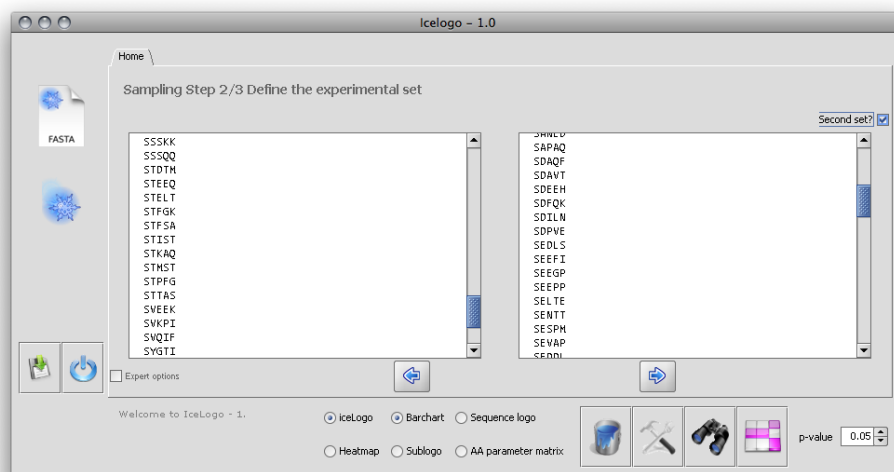 Icelogo – 1.0
Home
Sampling Step 2/3 Define the experimental set
Second set?
FASTA
SSSKK
SSSQQ
STDTM
STEEQ
STELT
STFGK
STFSA
STIST
STKAQ
STMST
STPFG
STTAS
SVEEK
SVKPI
SVQIF
SYGTI
SAPAQ
SDAQF
SDAVT
SDEEH
SDFQK
SDILN
SDPVE
SEDLS
SEEFI
SEEGP
SEEPP
SELTE
SENTT
SESPM
SEVAP
Expert options
Welcome to IceLogo - 1.
iceLogo Barchart Sequence logo
Heatmap Sublogo AA parameter matrix
p-value 0.05